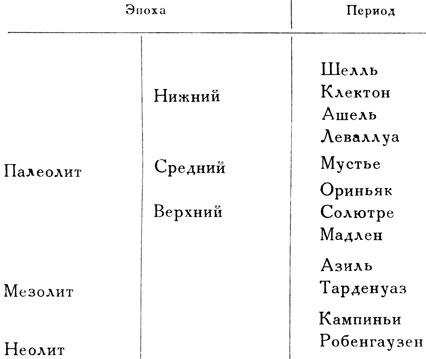 Эпоха Период
Шелль
Нижний Клектон
Ашель
Леваллуа
Палеолит Средний Мустье
Ориньяк
Верхний Солютре
Мадлен
Азиль
Мезолит Тарденуаз
Кампиньи
Неолит Робенгаузен